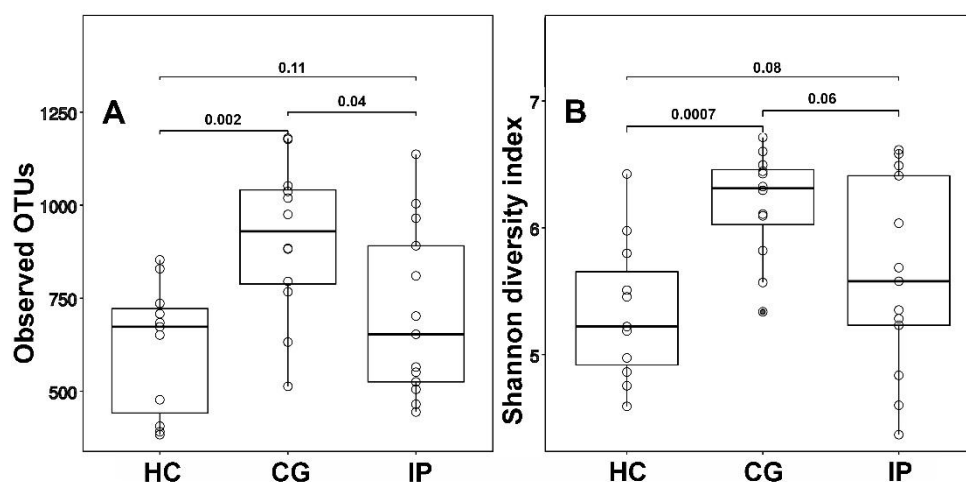 0.11
0.002
0.04
A
Observed OTUs
1250
1000
750
500
HC CG IP
0.08
0.0007
0.06
B
Shannon diversity index
7
6
5
HC CG IP